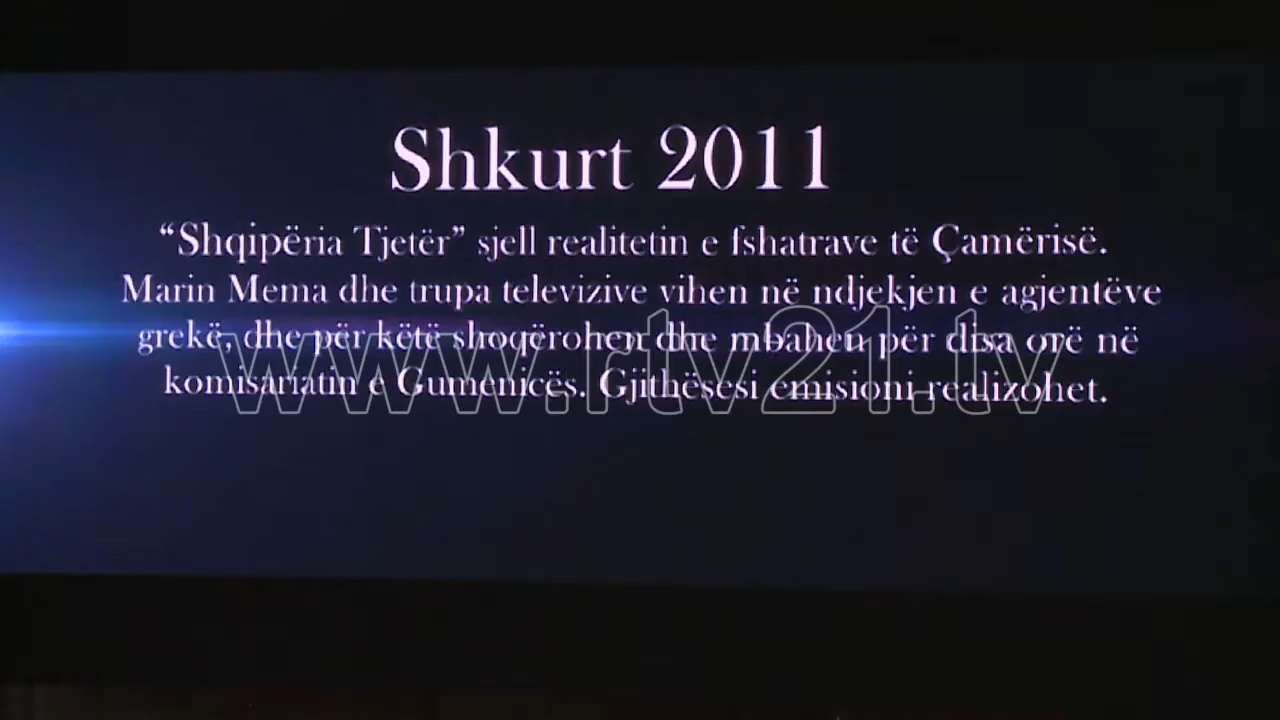 Shkurt 2011
“Shqipëria Tjetër” sjell realitetin e fshatrave të Çamërisë.
Marin Mema dhe trupa televizive vihen në ndjekjen e agjentëve
grekë, dhe për këtë shoqërohen dhe mbahen për disa orë në
komisariatin e Gumenicës. Gjithësesi emisioni realizohet.
www.rtv21.tv